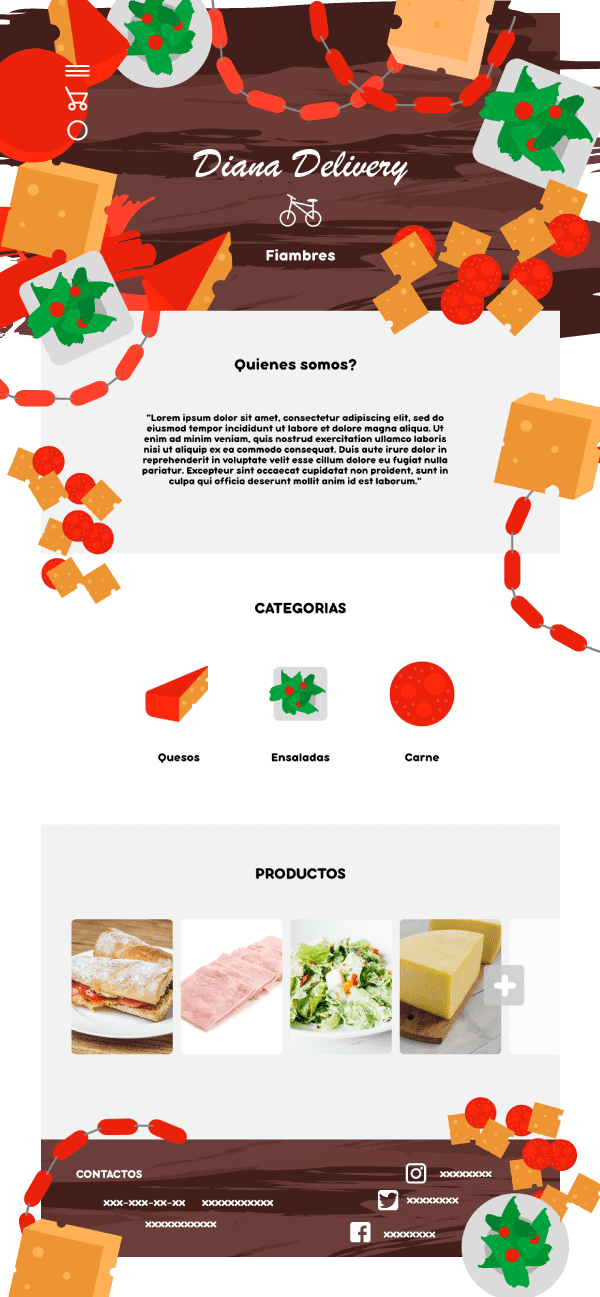 Diana Delivery
Fiambres
Quienes somos?
"Lorem ipsum dolor sit amet, consectetur adipiscing elit, sed do
eiusmod tempor incididunt ut labore et dolore magna aliqua. Ut
enim ad minim veniam, quis nostrud exercitation ullamco laboris
nisi ut aliquip ex ea commodo consequat. Duis aute irure dolor in
reprehenderit in voluptate velit esse cillum dolore eu fugiat nulla
pariatur. Excepteur sint occaecat cupidatat non proident, sunt in
culpa qui officia deserunt mollit anim id est laborum."
CATEGORIAS
Quesos Ensaladas Carne
PRODUCTOS
CONTACTOS
xxx-xxx-xx-xx xxxxxxxxxxx
xxxxxxxxxxx
xxxxxxxx
xxxxxxxx
xxxxxxxx